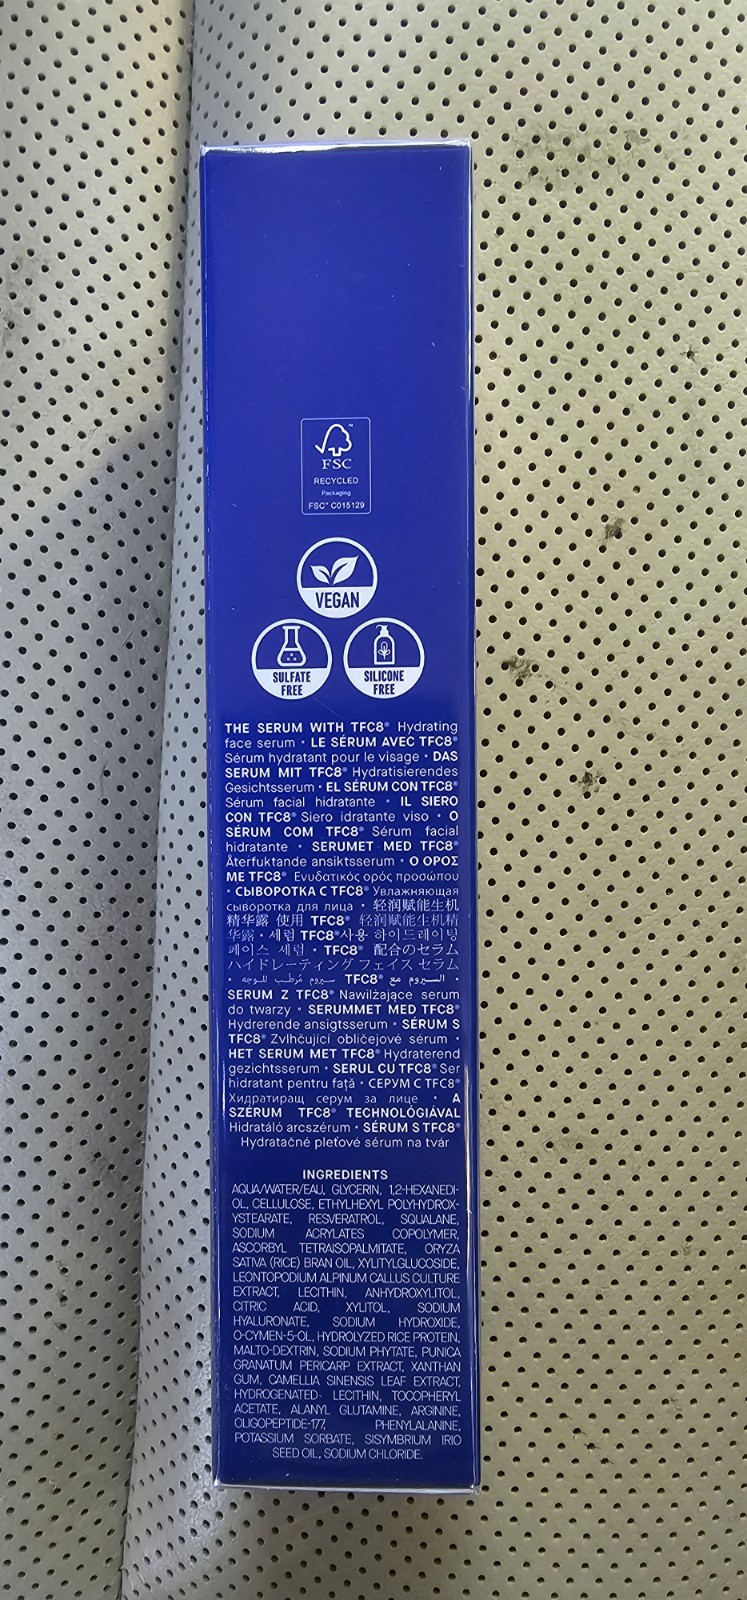 FSC™
RECYCLED
Packaging
FSC™ C015129
VEGAN
SULFATE
FREE
SILICONE
FREE
THE SERUM WITH TFC8® Hydrating
face serum • LE SÉRUM AVEC TFC8®
Sérum hydratant pour le visage • DAS
SERUM MIT TFC8® Hydratisierendes
Gesichtsserum • EL SÉRUM CON TFC8®
Sérum facial hidratante • IL SIERO
CON TFC8® Siero idratante viso • O
SÉRUM COM TFC8® Sérum facial
hidratante • SERUMET MED TFC8®
Återfuktande ansiktsserum • Ο ΟΡΟΣ
ΜΕ TFC8® Ενυδατικός ορός προσώπου
• СЫВОРОТКА С TFC8® Увлажняющая
сыворотка для лица • 轻润赋能生机
精华露 使用 TFC8® 轻润赋能生机精
华露 • 세럼 TFC8®사용 하이드레이팅
페이스 세럼 • TFC8® 配合のセラム
ハイドレーティング フェイス セラム
• السيروم مع TFC8® سيروم مُرطب للوجه •
SERUM Z TFC8® Nawilżające serum
do twarzy • SERUMMET MED TFC8®
Hydrerende ansigtsserum • SÉRUM S
TFC8® Zvlhčující obličejové sérum •
HET SERUM MET TFC8® Hydraterend
gezichtsserum • SERUL CU TFC8® Ser
hidratant pentru față • СЕРУМ С TFC8®
Хидратиращ серум за лице • A
SZÉRUM TFC8® TECHNOLÓGIÁVAL
Hidratáló arcszérum • SÉRUM S TFC8®
Hydratačné pleťové sérum na tvár
INGREDIENTS
AQUA/WATER/EAU, GLYCERIN, 1,2-HEXANEDI-
OL, CELLULOSE, ETHYLHEXYL POLYHYDROX-
YSTEARATE, RESVERATROL, SQUALANE,
SODIUM ACRYLATES COPOLYMER,
ASCORBYL TETRAISOPALMITATE, ORYZA
SATIVA (RICE) BRAN OIL, XYLITYLGLUCOSIDE,
LEONTOPODIUM ALPINUM CALLUS CULTURE
EXTRACT, LECITHIN, ANHYDROXYLITOL,
CITRIC ACID, XYLITOL, SODIUM
HYALURONATE, SODIUM HYDROXIDE,
O-CYMEN-5-OL, HYDROLYZED RICE PROTEIN,
MALTO-DEXTRIN, SODIUM PHYTATE, PUNICA
GRANATUM PERICARP EXTRACT, XANTHAN
GUM, CAMELLIA SINENSIS LEAF EXTRACT,
HYDROGENATED LECITHIN, TOCOPHERYL
ACETATE, ALANYL GLUTAMINE, ARGININE,
OLIGOPEPTIDE-177, PHENYLALANINE,
POTASSIUM SORBATE, SISYMBRIUM IRIO
SEED OIL, SODIUM CHLORIDE.